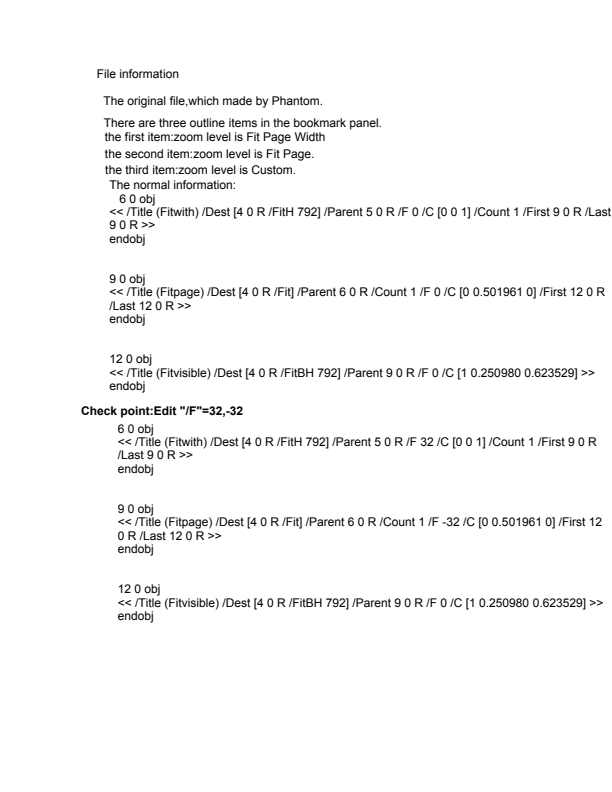 File information
The original file,which made by Phantom.
There are three outline items in the bookmark panel.
the first item:zoom level is Fit Page Width
the second item:zoom level is Fit Page.
the third item:zoom level is Custom.
The normal information:
6 0 obj
<< /Title (Fitwith) /Dest [4 0 R /FitH 792] /Parent 5 0 R /F 0 /C [0 0 1] /Count 1 /First 9 0 R /Last
9 0 R >>
endobj
9 0 obj
<< /Title (Fitpage) /Dest [4 0 R /Fit] /Parent 6 0 R /Count 1 /F 0 /C [0 0.501961 0] /First 12 0 R
/Last 12 0 R >>
endobj
12 0 obj
<< /Title (Fitvisible) /Dest [4 0 R /FitBH 792] /Parent 9 0 R /F 0 /C [1 0.250980 0.623529] >>
endobj
Check point:Edit "/F"=32,-32
6 0 obj
<< /Title (Fitwith) /Dest [4 0 R /FitH 792] /Parent 5 0 R /F 32 /C [0 0 1] /Count 1 /First 9 0 R
/Last 9 0 R >>
endobj
9 0 obj
<< /Title (Fitpage) /Dest [4 0 R /Fit] /Parent 6 0 R /Count 1 /F -32 /C [0 0.501961 0] /First 12
0 R /Last 12 0 R >>
endobj
12 0 obj
<< /Title (Fitvisible) /Dest [4 0 R /FitBH 792] /Parent 9 0 R /F 0 /C [1 0.250980 0.623529] >>
endobj